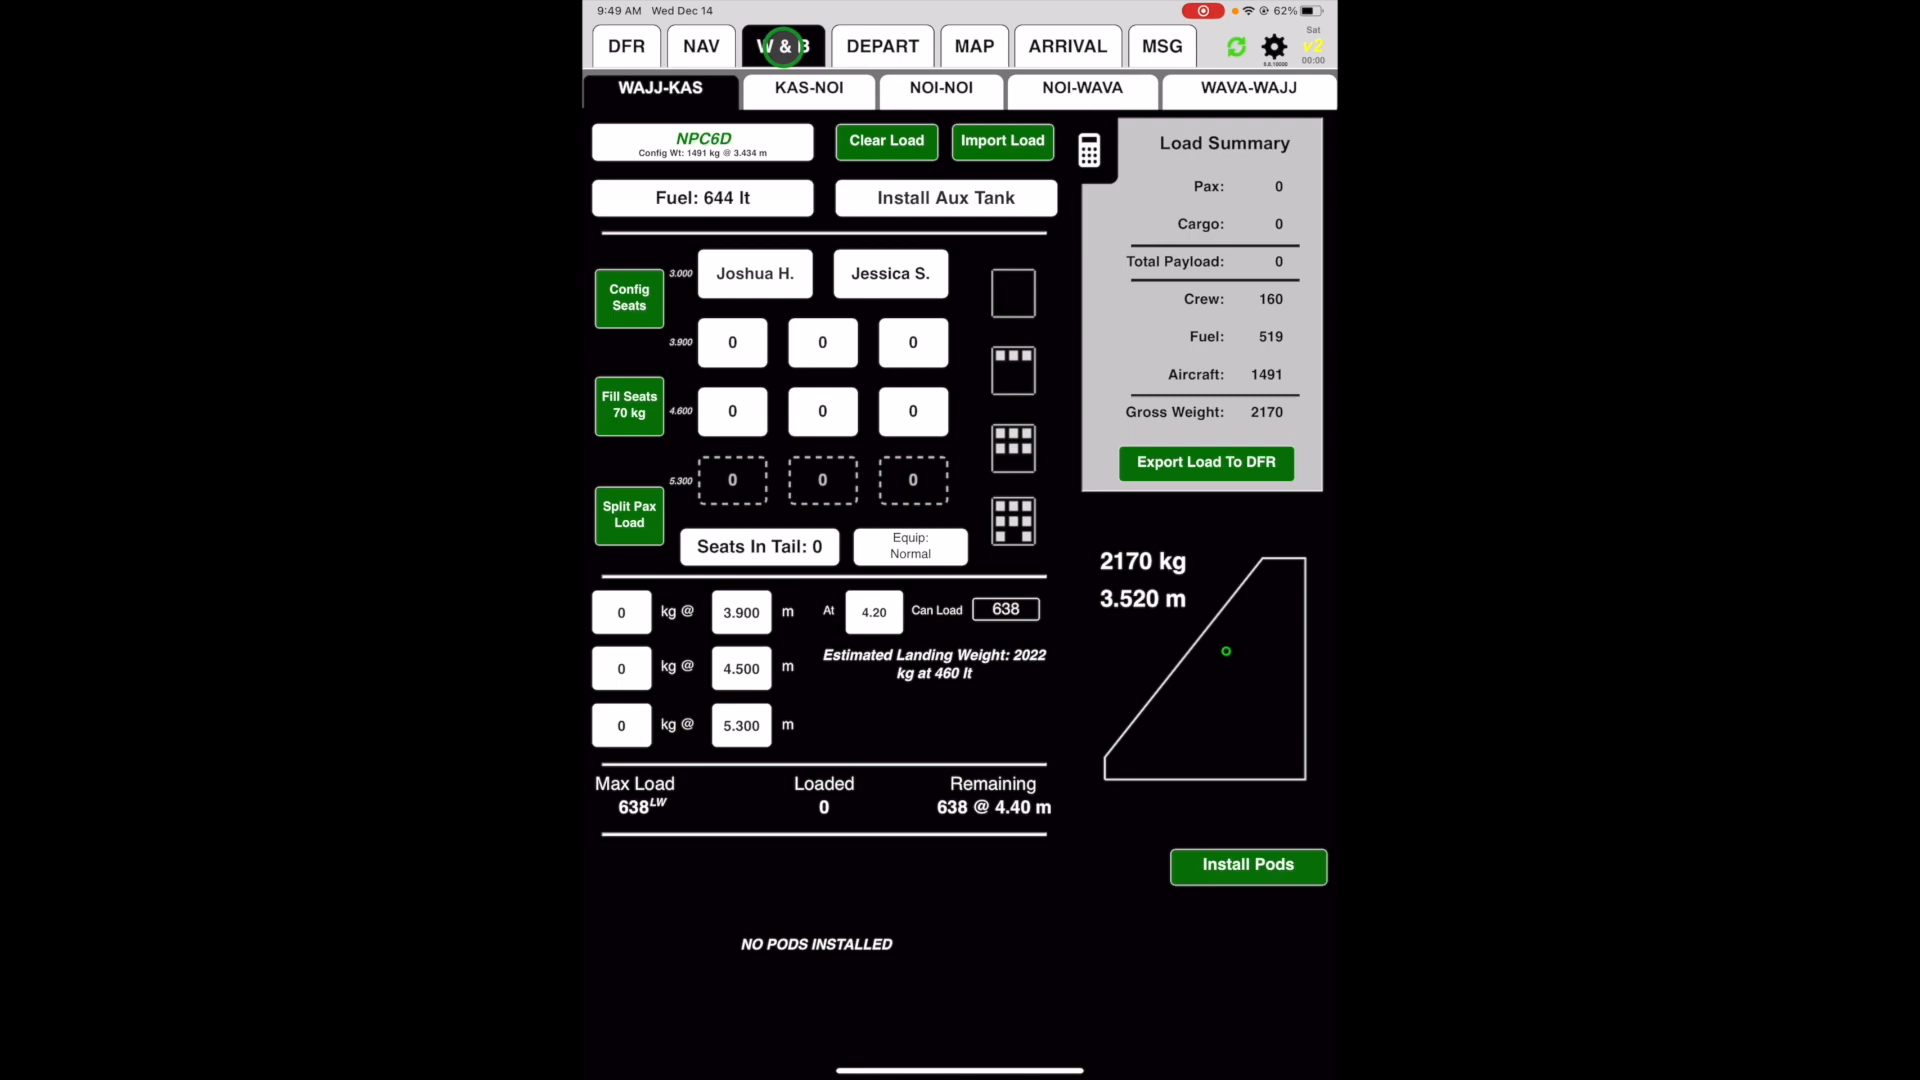 9:49 AM Wed Dec 14
62%
DFR NAV W & B DEPART MAP ARRIVAL MSG
Sat
v2
00:00
WAJJ-KAS KAS-NOI NOI-NOI NOI-WAVA WAVA-WAJJ
NPC6D
Config Wt: 1491 kg @ 3.434 m
Clear Load
Import Load
Fuel: 644 lt
Install Aux Tank
Load Summary
Pax: 0
Cargo: 0
Total Payload: 0
Crew: 160
Fuel: 519
Aircraft: 1491
Gross Weight: 2170
Export Load To DFR
Config
Seats
3.000 Joshua H. Jessica S.
3.900 0 0 0
Fill Seats
70 kg
4.600 0 0 0
5.300 0 0 0
Split Pax
Load
Seats In Tail: 0
Equip:
Normal
0 kg @ 3.900 m
At 4.20 Can Load 638
0 kg @ 4.500 m
Estimated Landing Weight: 2022
kg at 460 lt
0 kg @ 5.300 m
2170 kg
3.520 m
Max Load Loaded Remaining
638LW 0 638 @ 4.40 m
Install Pods
NO PODS INSTALLED